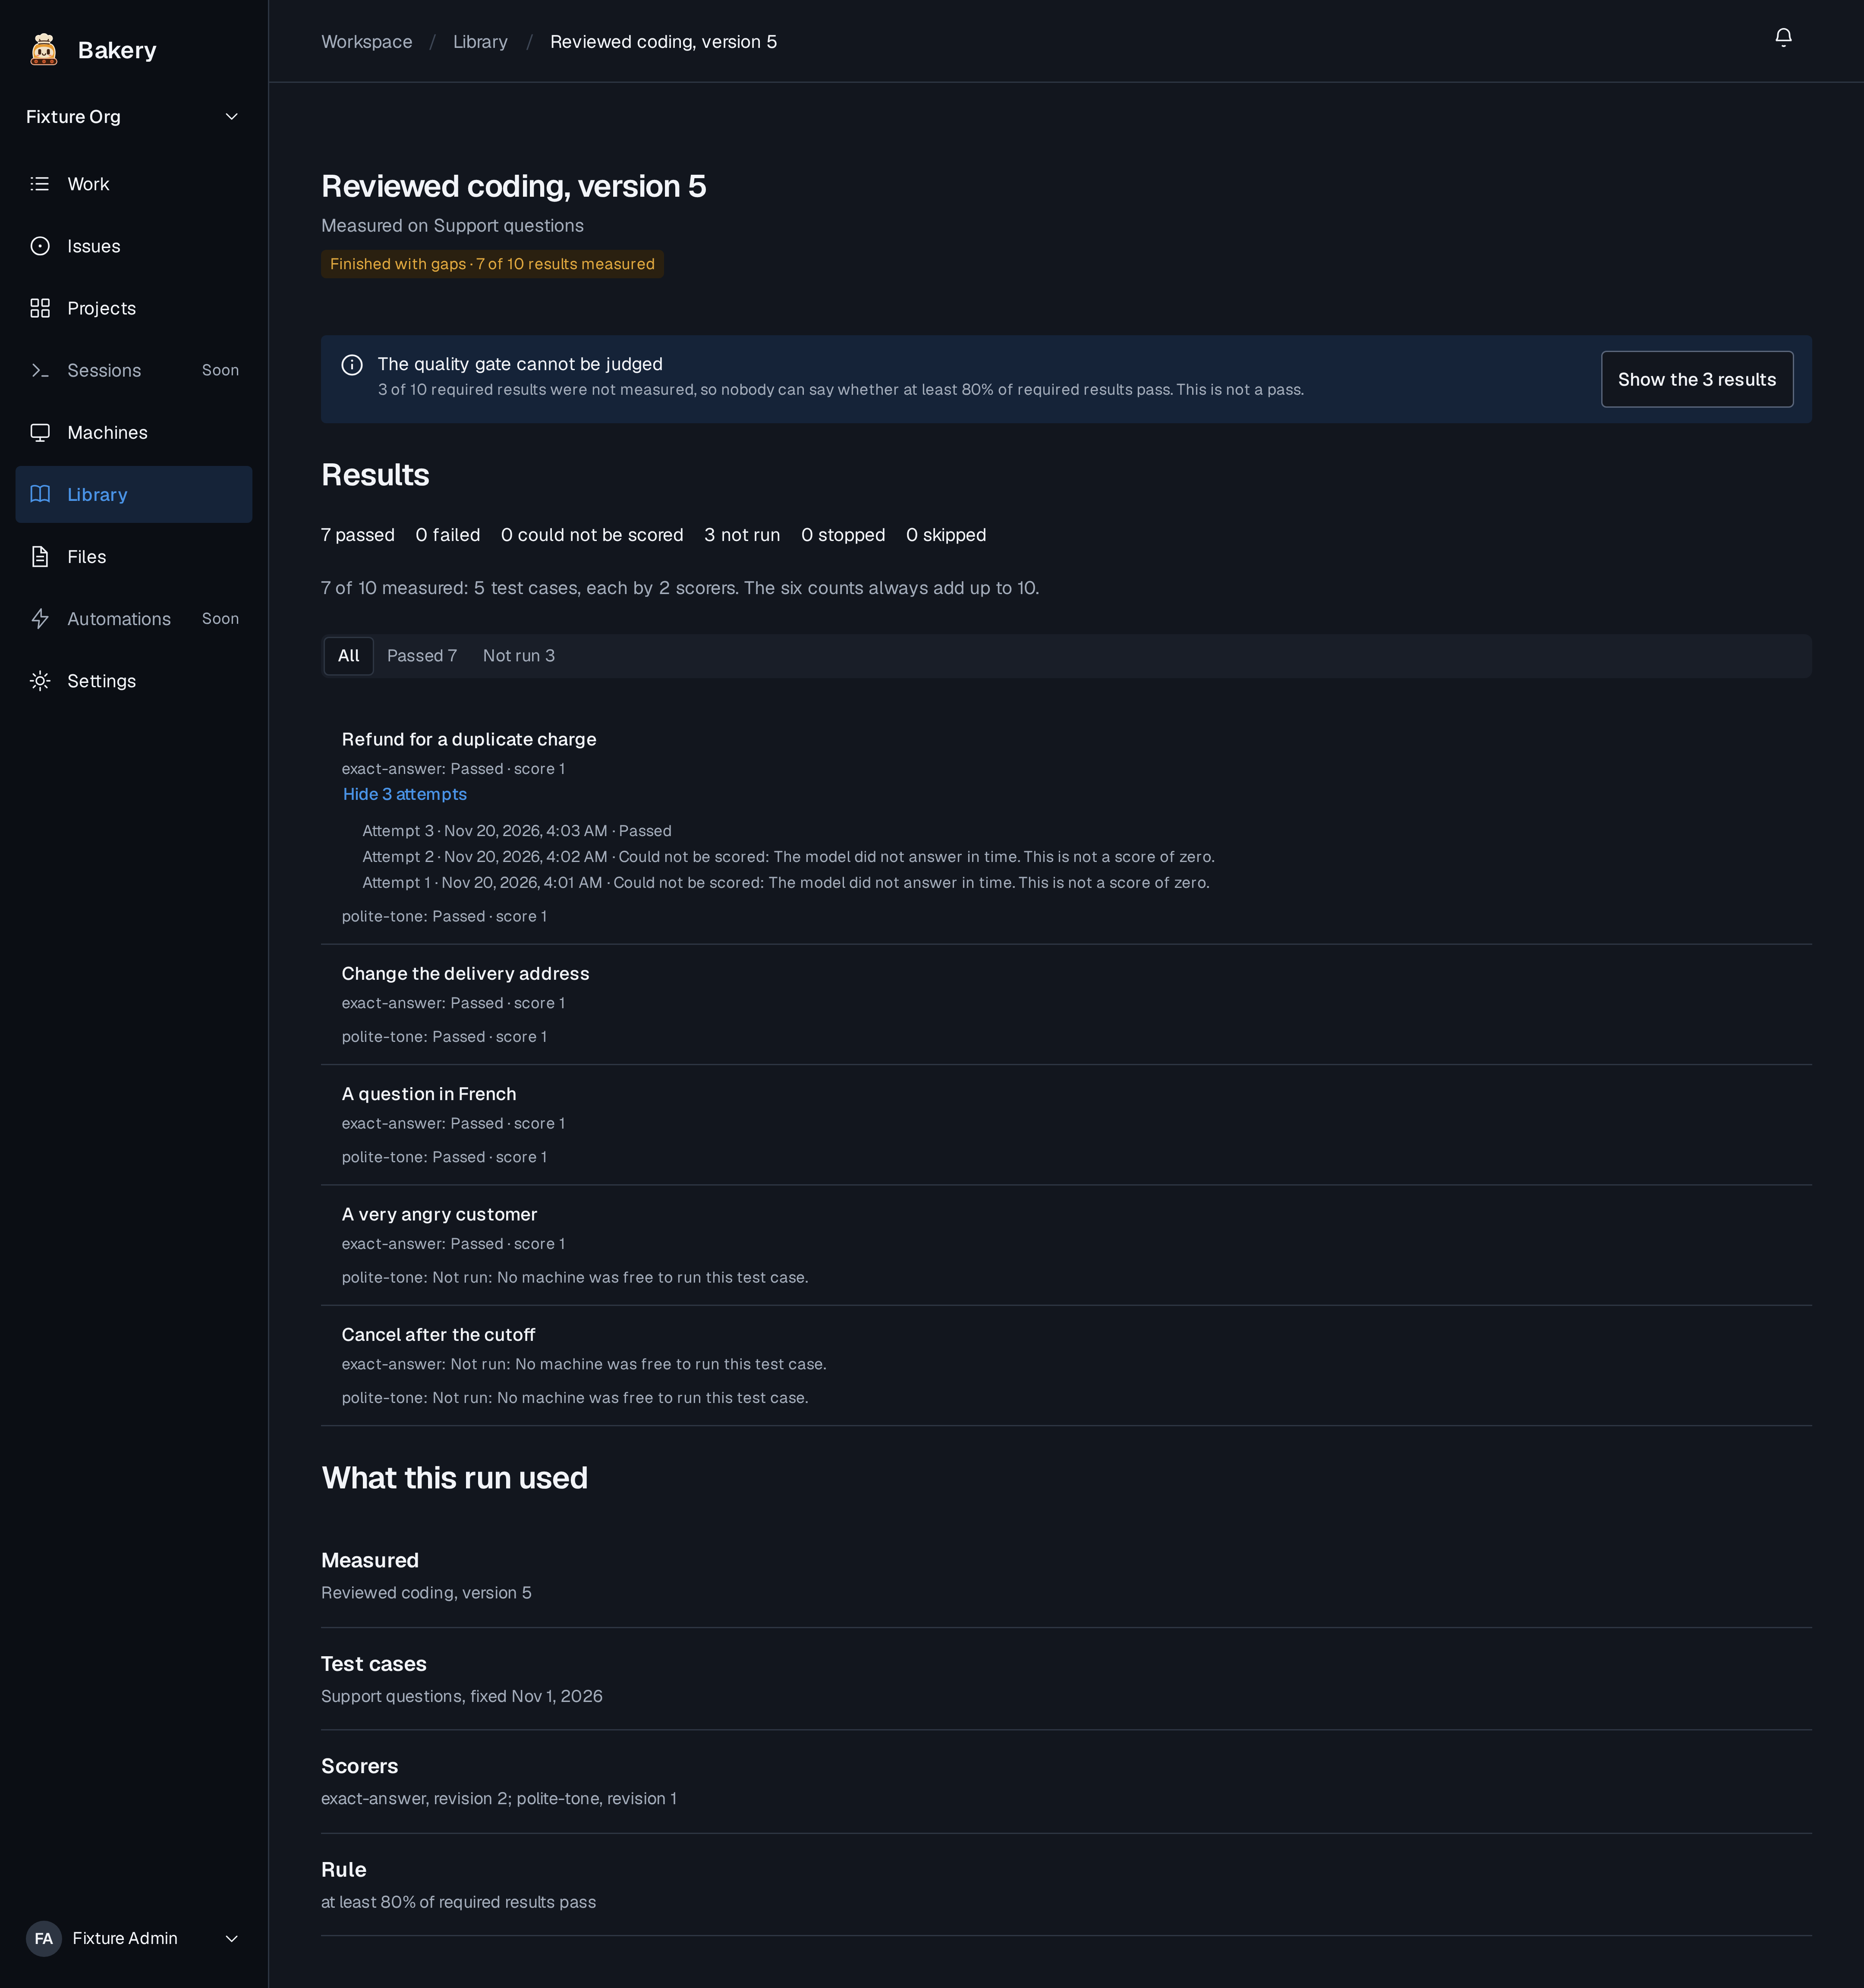 Bakery
Fixture Org
Work
Issues
Projects
Sessions Soon
Machines
Library
Files
Automations Soon
Settings
FA Fixture Admin
Workspace / Library / Reviewed coding, version 5
Reviewed coding, version 5
Measured on Support questions
Finished with gaps · 7 of 10 results measured
The quality gate cannot be judged
3 of 10 required results were not measured, so nobody can say whether at least 80% of required results pass. This is not a pass.
Show the 3 results
Results
7 passed 0 failed 0 could not be scored 3 not run 0 stopped 0 skipped
7 of 10 measured: 5 test cases, each by 2 scorers. The six counts always add up to 10.
All Passed 7 Not run 3
Refund for a duplicate charge
exact-answer: Passed · score 1
Hide 3 attempts
Attempt 3 · Nov 20, 2026, 4:03 AM · Passed
Attempt 2 · Nov 20, 2026, 4:02 AM · Could not be scored: The model did not answer in time. This is not a score of zero.
Attempt 1 · Nov 20, 2026, 4:01 AM · Could not be scored: The model did not answer in time. This is not a score of zero.
polite-tone: Passed · score 1
Change the delivery address
exact-answer: Passed · score 1
polite-tone: Passed · score 1
A question in French
exact-answer: Passed · score 1
polite-tone: Passed · score 1
A very angry customer
exact-answer: Passed · score 1
polite-tone: Not run: No machine was free to run this test case.
Cancel after the cutoff
exact-answer: Not run: No machine was free to run this test case.
polite-tone: Not run: No machine was free to run this test case.
What this run used
Measured
Reviewed coding, version 5
Test cases
Support questions, fixed Nov 1, 2026
Scorers
exact-answer, revision 2; polite-tone, revision 1
Rule
at least 80% of required results pass